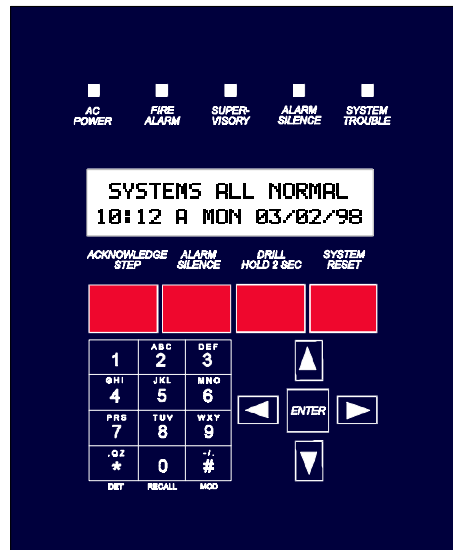 AC POWER
FIRE ALARM
SUPER-VISORY
ALARM SILENCE
SYSTEM TROUBLE
SYSTEMS ALL NORMAL
10:12 A MON 03/02/98
ACKNOWLEDGE STEP
ALARM SILENCE
DRILL HOLD 2 SEC
SYSTEM RESET
1
ABC
2
DEF
3
GHI
4
JKL
5
MNO
6
PRS
7
TUV
8
WXY
9
,QZ
*
0
-/.
#
DET
RECALL
MOD
ENTER